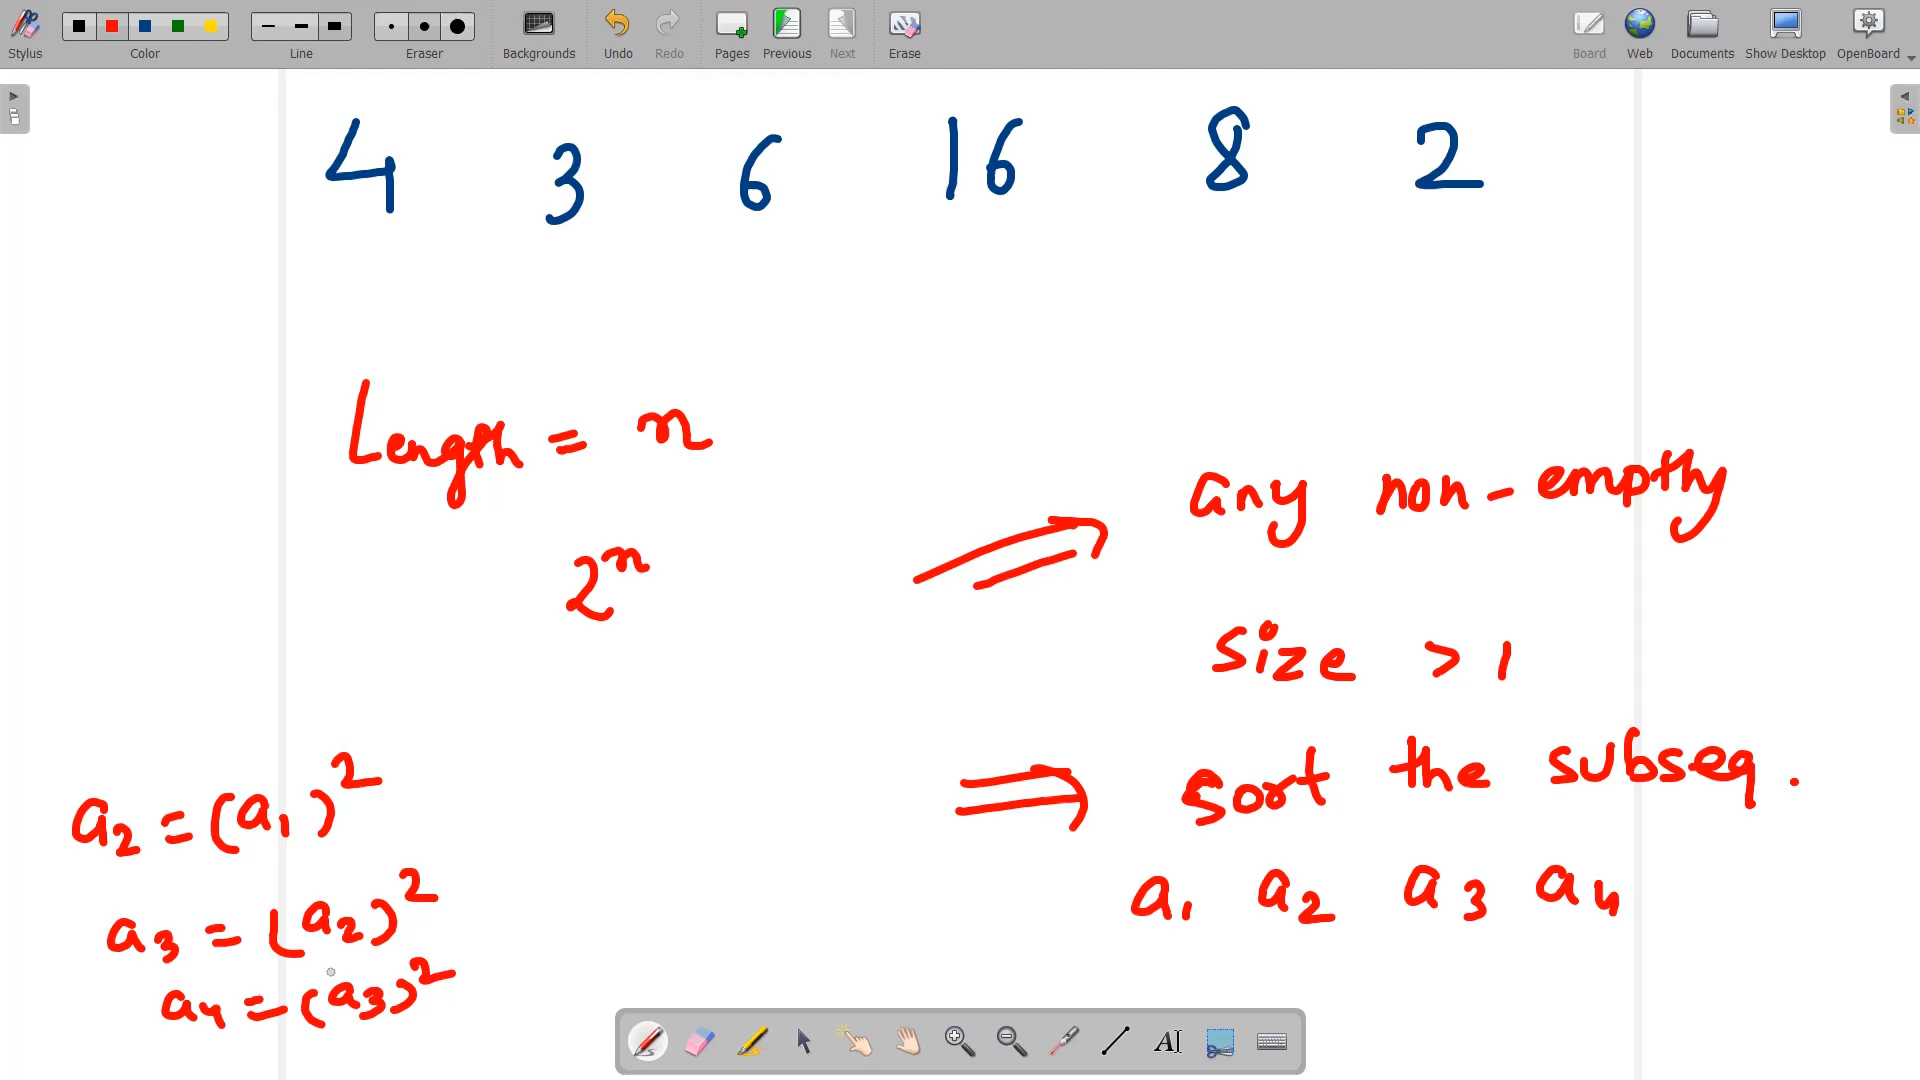 Stylus Color Line Eraser Backgrounds Undo Redo Pages Previous Next Erase Board Web Documents Show Desktop OpenBoard
4 3 6 16 8 2
Length = n
any non-empthy
2ⁿ
size > 1
sort the subseq.
a₂ = (a₁)²
a₁ a₂ a₃ a₄
a₃ = (a₂)²
a₄ = (a₃)²